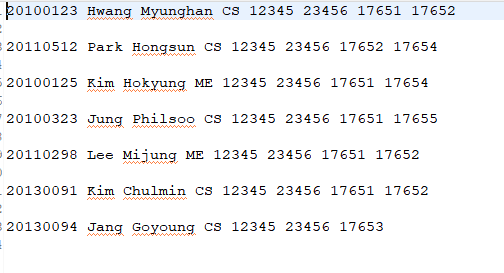 20100123 Hwang Myunghan CS 12345 23456 17651 17652
20110512 Park Hongsun CS 12345 23456 17652 17654
20100125 Kim Hokyung ME 12345 23456 17651 17654
20100323 Jung Philsoo CS 12345 23456 17651 17655
20110298 Lee Mijung ME 12345 23456 17651 17652
20130091 Kim Chulmin CS 12345 23456 17651 17652
20130094 Jang Goyoung CS 12345 23456 17653